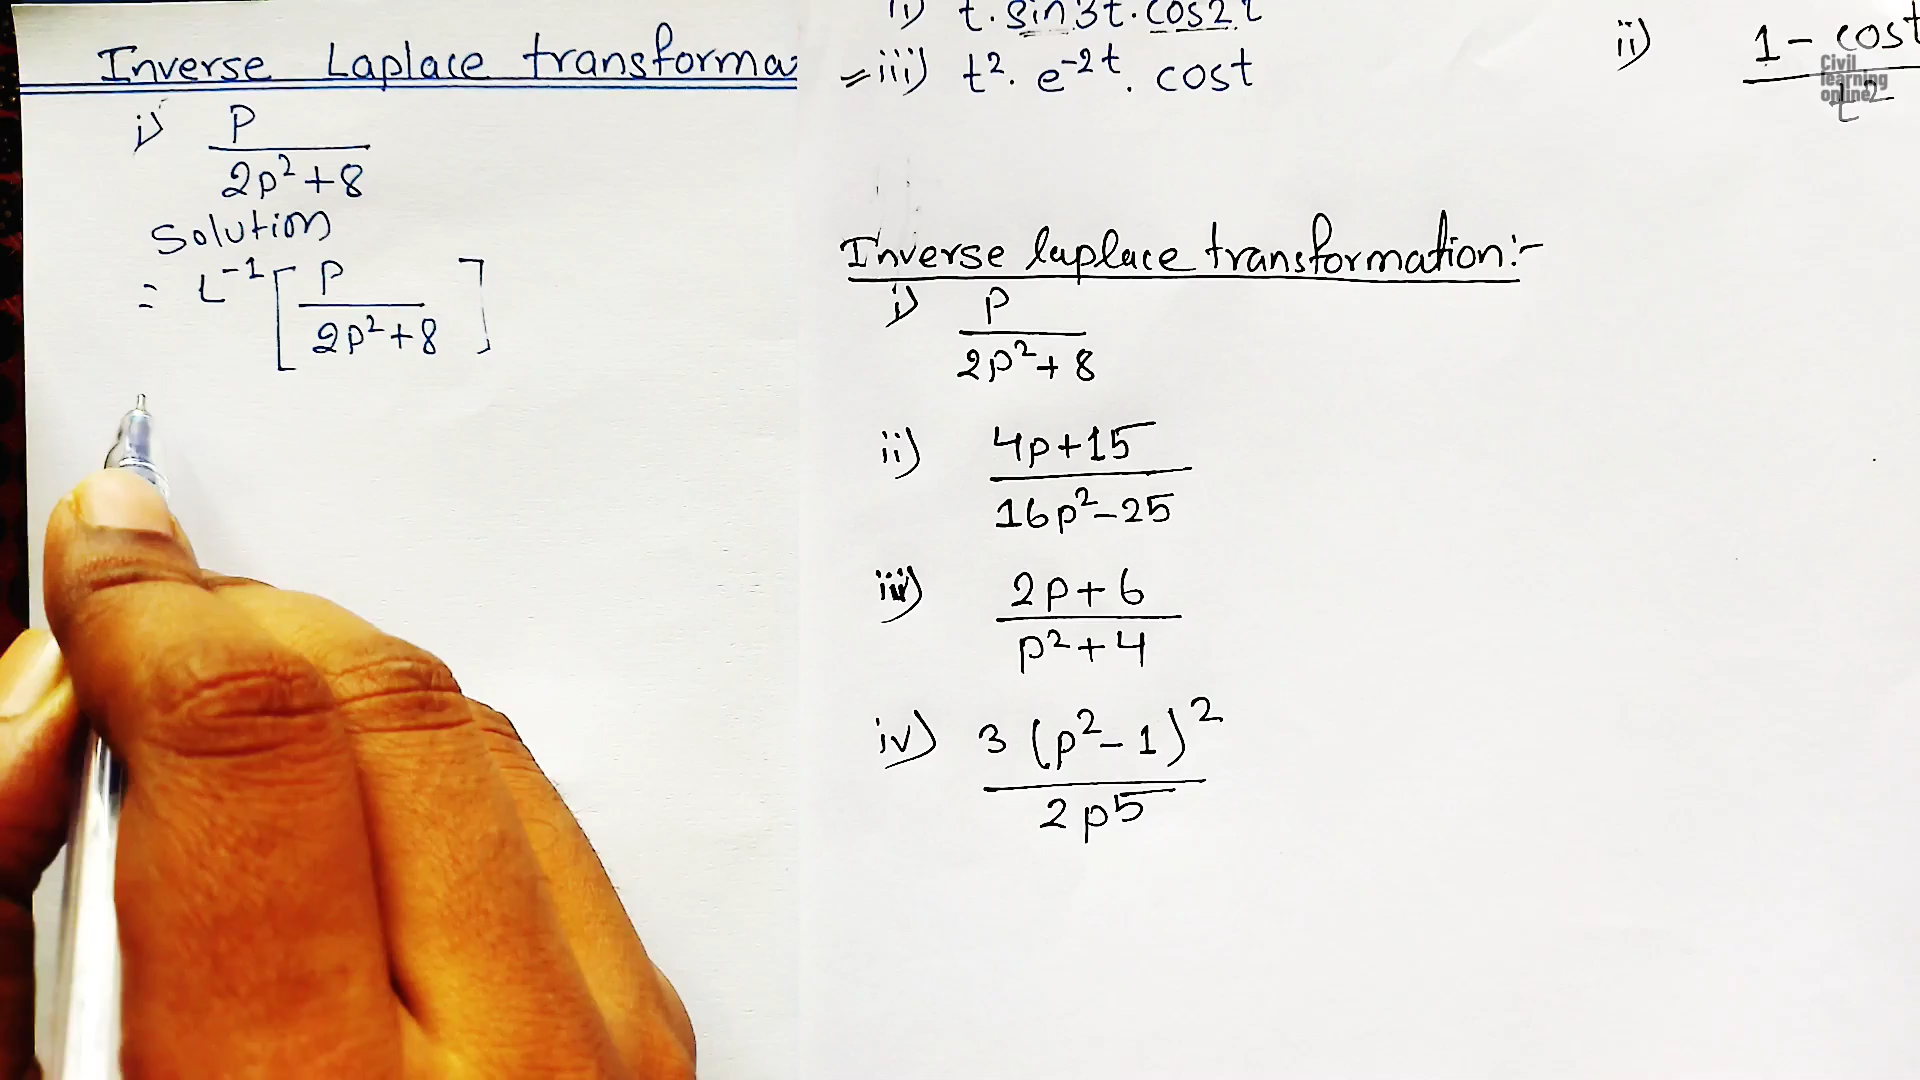 Inverse Laplace transforma
i) P
2p²+8
Solution
= L⁻¹ [ P
2p²+8 ]
t. sin3t. cos2t
iii) t². e⁻²ᵗ. cost
ii) 1- cost
t²
Civil
learning
online
Inverse laplace transformation:-
i) P
2p²+8
ii) 4p+15
16p²-25
iii) 2p+6
p²+4
iv) 3 (p²-1)²
2p5